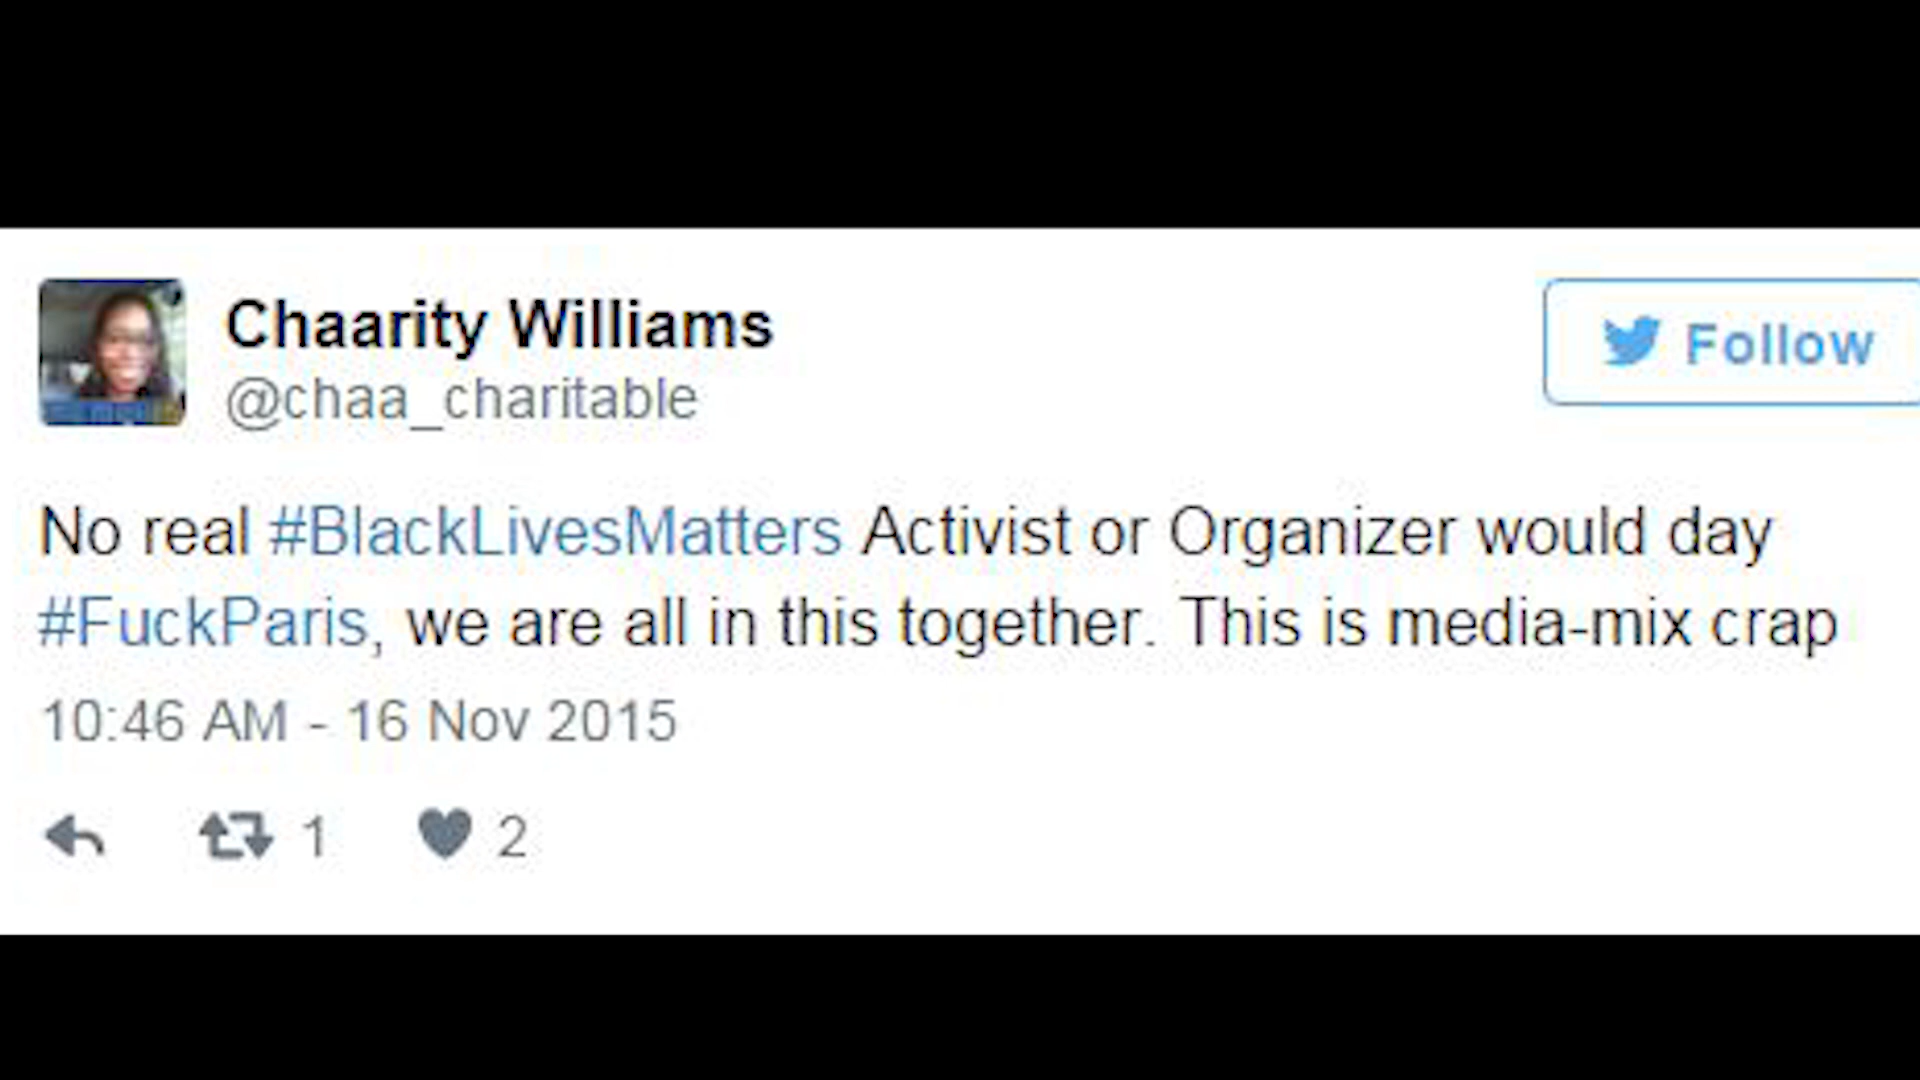 Chaarity Williams
@chaa_charitable
Follow
No real #BlackLivesMatters Activist or Organizer would day
#FuckParis, we are all in this together. This is media-mix crap
10:46 AM - 16 Nov 2015
1 2